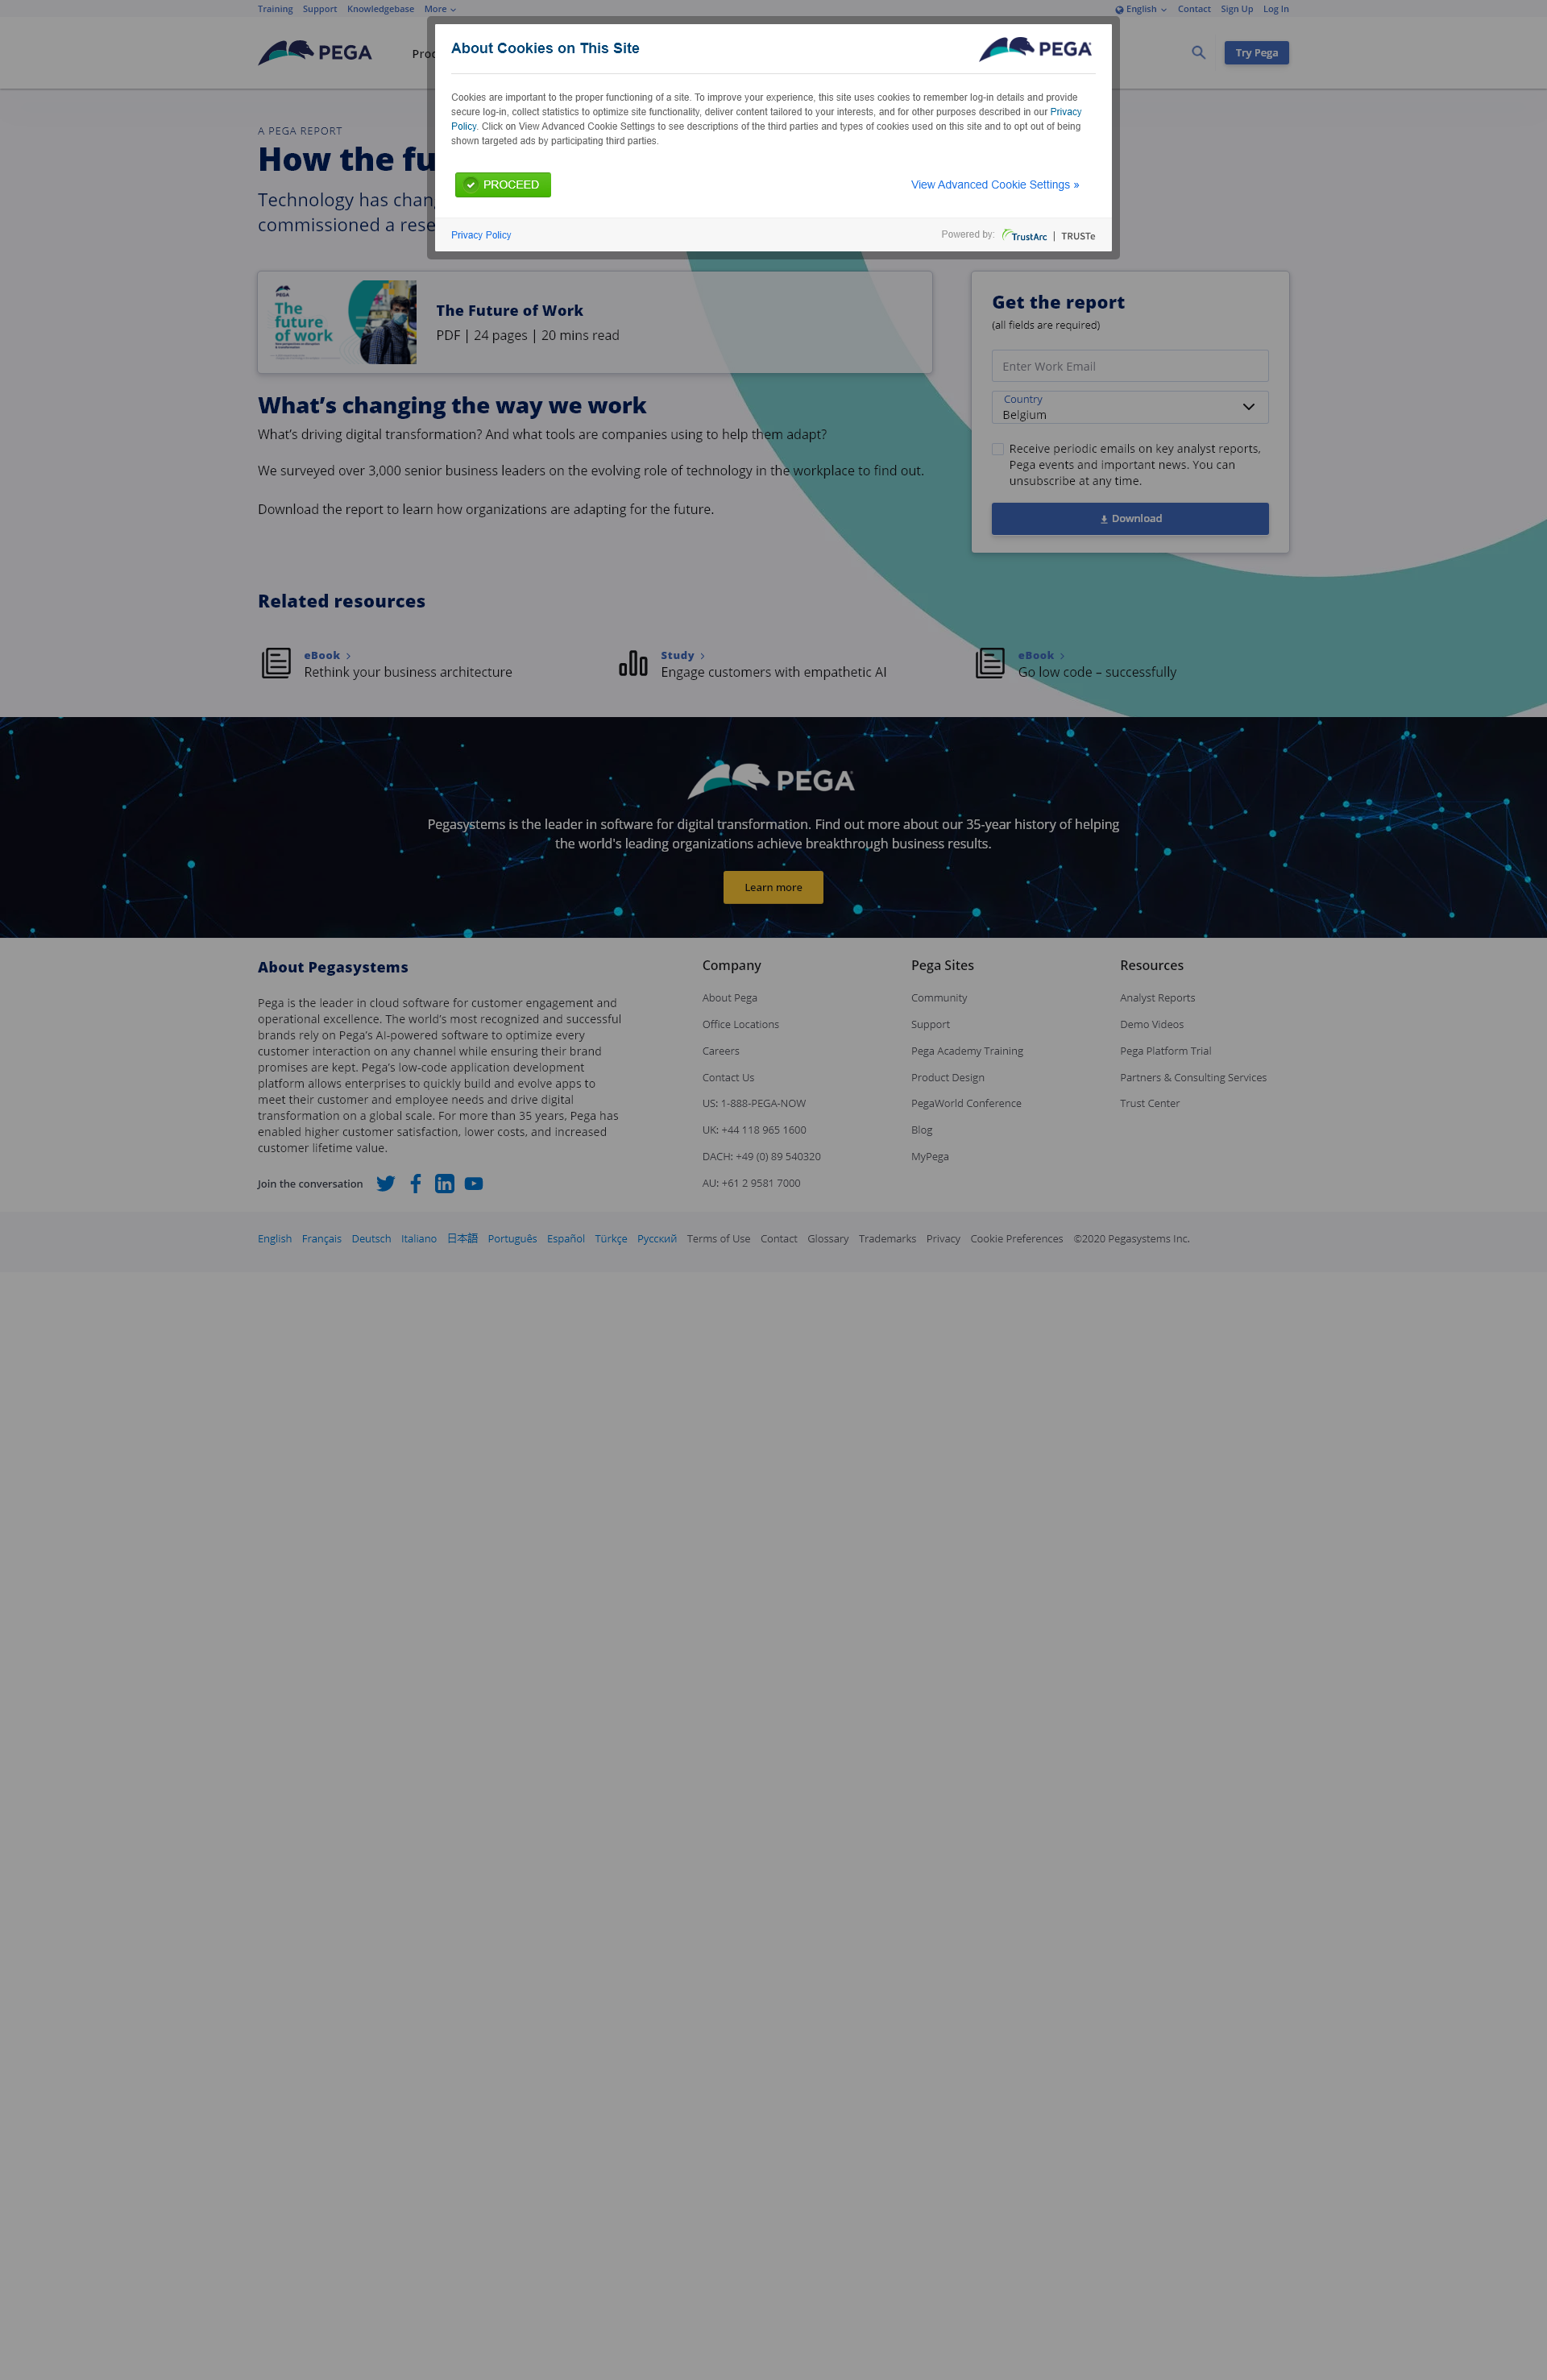 Training Support Knowledgebase More
English Contact Sign Up Log In
PEGA
Try Pega
About Cookies on This Site
PEGA
Cookies are important to the proper functioning of a site. To improve your experience, this site uses cookies to remember log-in details and provide
secure log-in, collect statistics to optimize site functionality, deliver content tailored to your interests, and for other purposes described in our Privacy
Policy. Click on View Advanced Cookie Settings to see descriptions of the third parties and types of cookies used on this site and to opt out of being
shown targeted ads by participating third parties.
PROCEED
View Advanced Cookie Settings »
Privacy Policy
Powered by: TrustArc | TRUSTe
A PEGA REPORT
How the fu
Technology has chan
commissioned a rese
PEGA
The
future
of work
The Future of Work
PDF | 24 pages | 20 mins read
What’s changing the way we work
What’s driving digital transformation? And what tools are companies using to help them adapt?
We surveyed over 3,000 senior business leaders on the evolving role of technology in the workplace to find out.
Download the report to learn how organizations are adapting for the future.
Get the report
(all fields are required)
Enter Work Email
Country
Belgium
Receive periodic emails on key analyst reports,
Pega events and important news. You can
unsubscribe at any time.
Download
Related resources
eBook
Rethink your business architecture
Study
Engage customers with empathetic AI
eBook
Go low code – successfully
PEGA
Pegasystems is the leader in software for digital transformation. Find out more about our 35-year history of helping
the world's leading organizations achieve breakthrough business results.
Learn more
About Pegasystems
Pega is the leader in cloud software for customer engagement and
operational excellence. The world’s most recognized and successful
brands rely on Pega’s AI-powered software to optimize every
customer interaction on any channel while ensuring their brand
promises are kept. Pega’s low-code application development
platform allows enterprises to quickly build and evolve apps to
meet their customer and employee needs and drive digital
transformation on a global scale. For more than 35 years, Pega has
enabled higher customer satisfaction, lower costs, and increased
customer lifetime value.
Join the conversation
Company
About Pega
Office Locations
Careers
Contact Us
US: 1-888-PEGA-NOW
UK: +44 118 965 1600
DACH: +49 (0) 89 540320
AU: +61 2 9581 7000
Pega Sites
Community
Support
Pega Academy Training
Product Design
PegaWorld Conference
Blog
MyPega
Resources
Analyst Reports
Demo Videos
Pega Platform Trial
Partners & Consulting Services
Trust Center
English Français Deutsch Italiano 日本語 Português Español Türkçe Русский Terms of Use Contact Glossary Trademarks Privacy Cookie Preferences ©2020 Pegasystems Inc.